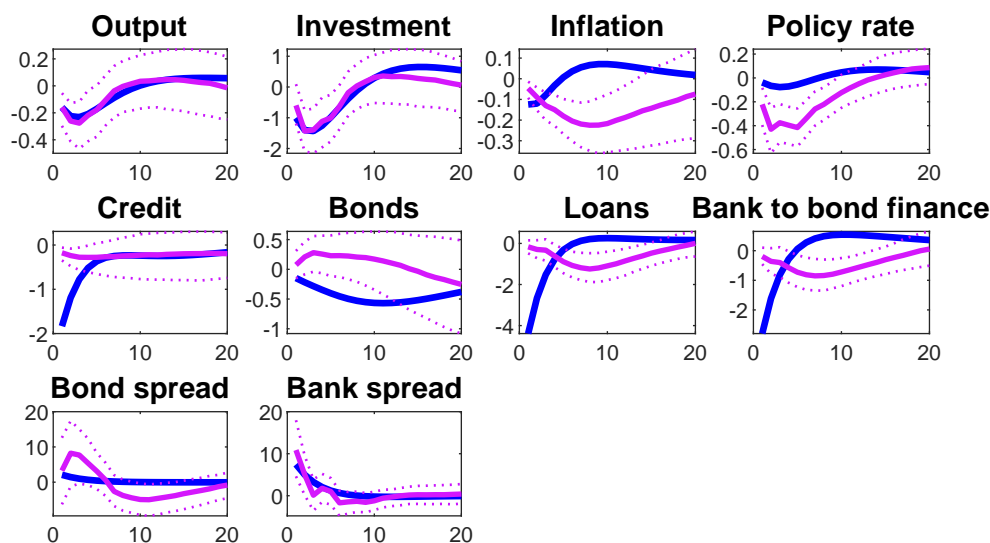 Output Investment Inflation Policy rate
0.2 1 0.1 0.2
0 0 0 0
-0.2 -1 -0.1 -0.2
-0.4 -2 -0.3 -0.4
-0.6
0 10 20 0 10 20 0 10 20 0 10 20
Credit Bonds Loans Bank to bond finance
0 0.5 0 0
-1 0 -2 -1
-2 -0.5 -4 -2
-1
0 10 20 0 10 20 0 10 20 0 10 20
Bond spread Bank spread
20 20
10 10
0 0
0 10 20 0 10 20